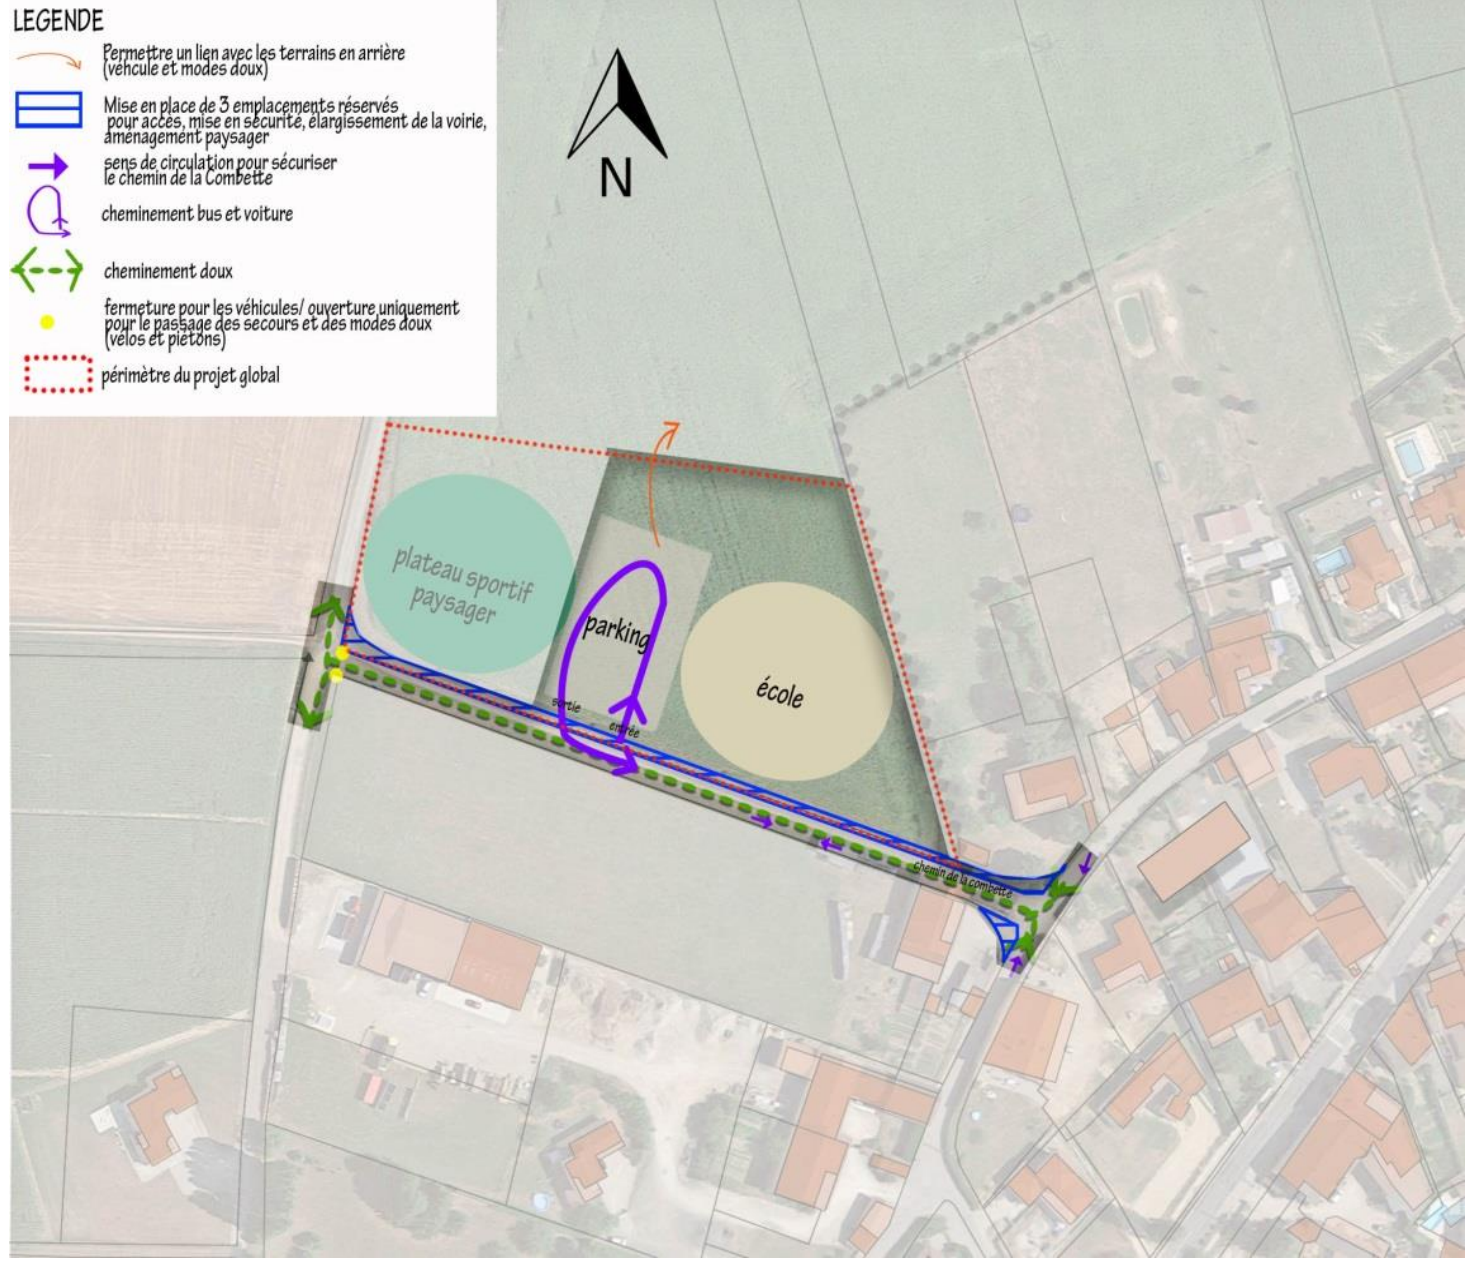 LEGENDE
Permettre un lien avec les terrains en arrière
(véhcule et modes doux)
Mise en place de 3 emplacements réservés
pour accès, mise en sécurité, élargissement de la voirie,
aménagement paysager
sens de circulation pour sécuriser
le chemin de la Combette
cheminement bus et voiture
cheminement doux
fermeture pour les véhicules/ ouverture uniquement
pour le passage des secours et des modes doux
(vélos et piétons)
périmètre du projet global
N
plateau sportif
paysager
parking
école
sortie
entrée
chemin de la combette